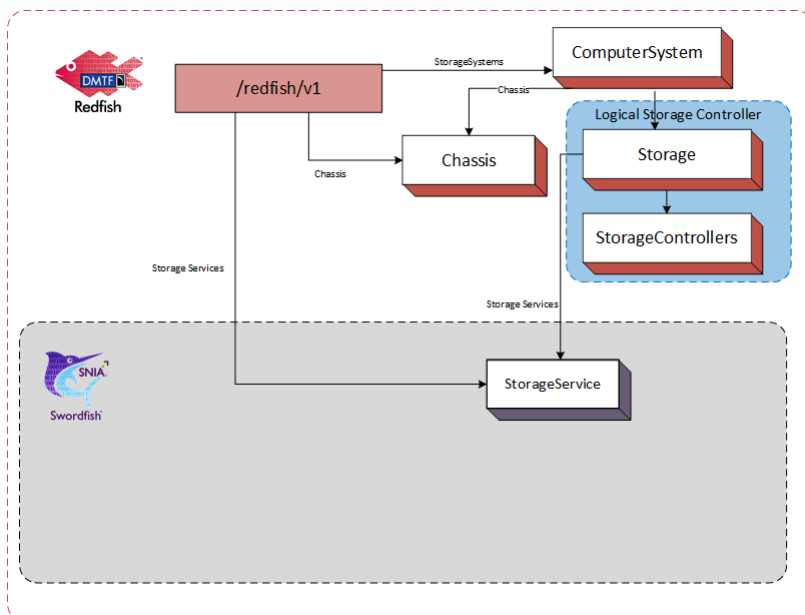 StorageSystems
ComputerSystem
DMTF
Redfish
/redfish/v1
Chassis
Logical Storage Controller
Chassis
Storage
Chassis
StorageControllers
Storage Services
Storage Services
SNIA
Swordfish
StorageService